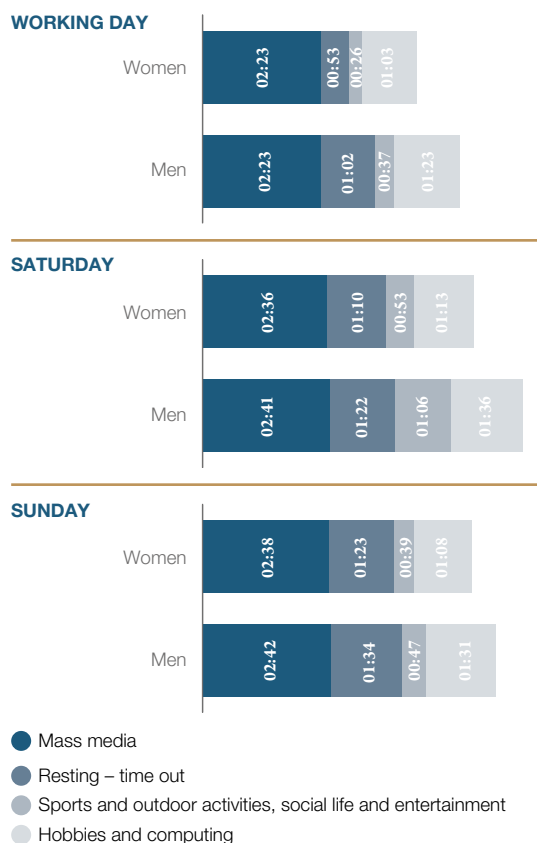 WORKING DAY
Women
02:23 00:53 00:26 01:03
Men
02:23 01:02 00:37 01:23
SATURDAY
Women
02:36 01:10 00:53 01:13
Men
02:41 01:22 01:06 01:36
SUNDAY
Women
02:38 01:23 00:39 01:08
Men
02:42 01:34 00:47 01:31
Mass media
Resting – time out
Sports and outdoor activities, social life and entertainment
Hobbies and computing